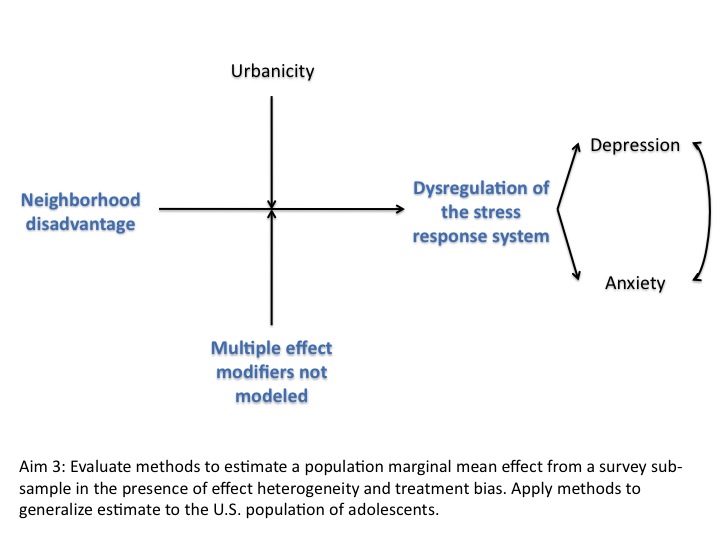 Urbanicity
Depression
Neighborhood
disadvantage
Dysregulation of
the stress
response system
Anxiety
Multiple effect
modifiers not
modeled
Aim 3: Evaluate methods to estimate a population marginal mean effect from a survey sub-
sample in the presence of effect heterogeneity and treatment bias. Apply methods to
generalize estimate to the U.S. population of adolescents.